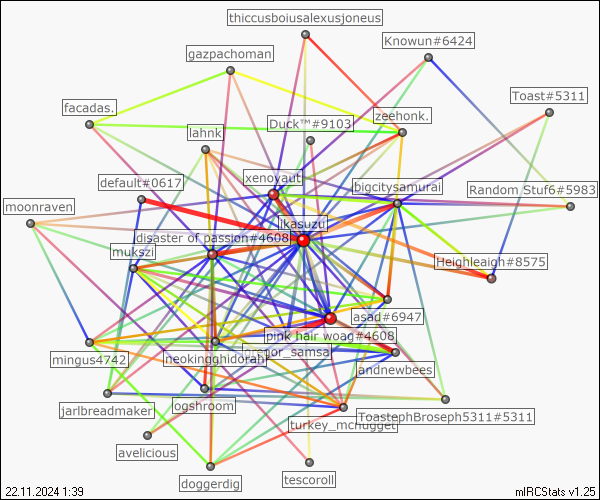 thiccusboiusalexusjoneus
Knowun#6424
gazpachoman
Toast#5311
facadas.
zeehonk.
Duck™#9103
lahnk
xenoyaut
default#0617
bigcitysamurai
Random Stuf6#5983
moonraven
ikasuzu
disaster of passion#4608
mukszi
Heighleigh#8575
asad#6947
pink hair woag#4608
gregor_samsa
neokingghidorah
mingus4742
andnewbees
ogshroom
jarlbreadmaker
ToastephBroseph5311#5311
turkey_mcnugget
avelicious
doggerdig
tescoroll
22.11.2024 1:39
mIRCStats v1.25